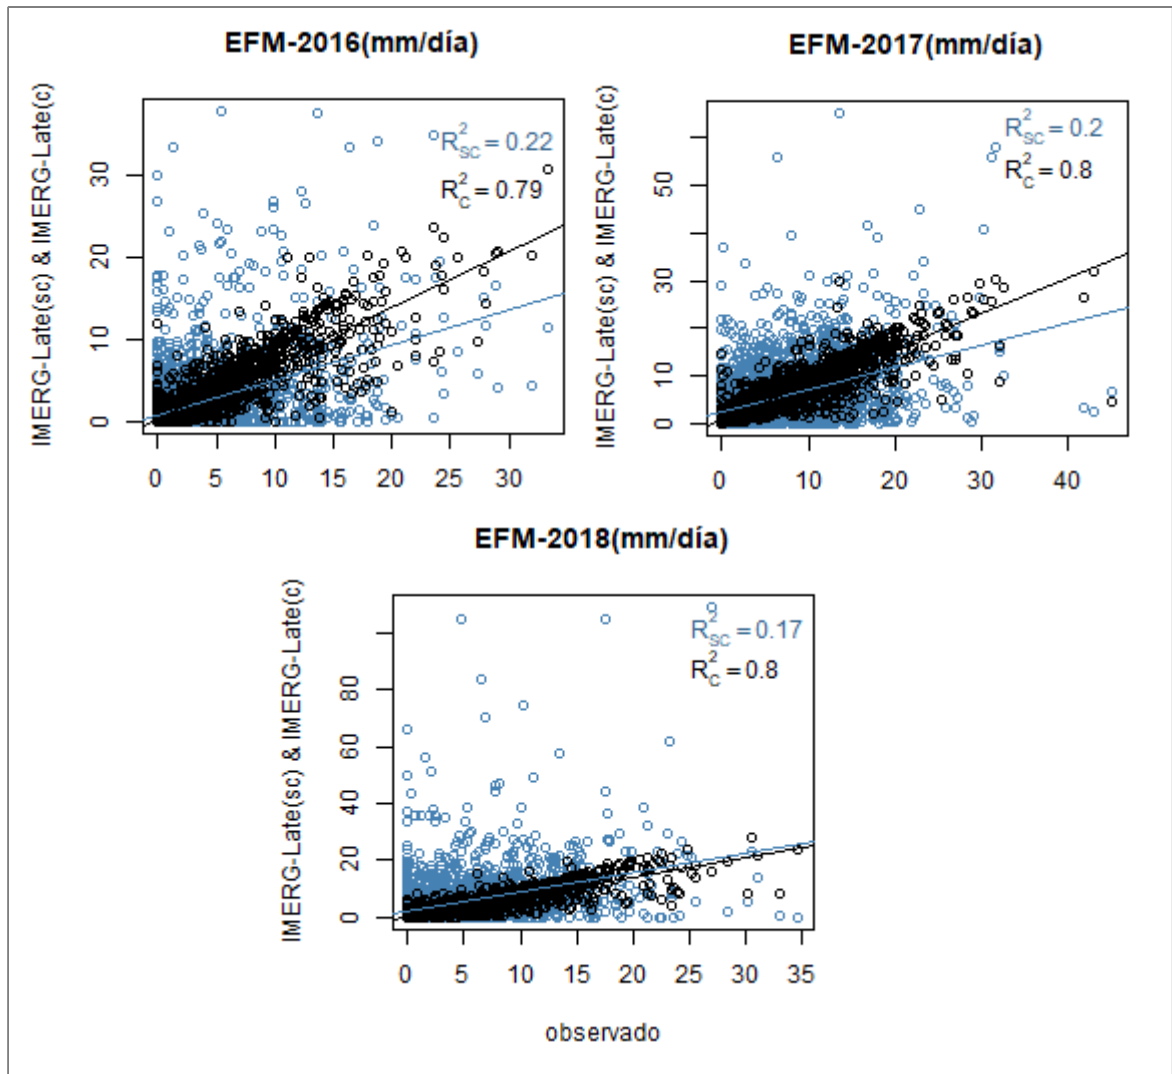 EFM-2016(mm/día)
IMERG-Late(sc) & IMERG-Late(c)
R²SC = 0.22
R²C = 0.79
0 10 20 30
0 5 10 15 20 25 30
EFM-2017(mm/día)
IMERG-Late(sc) & IMERG-Late(c)
R²SC = 0.2
R²C = 0.8
0 10 30 50
0 10 20 30 40
EFM-2018(mm/día)
IMERG-Late(sc) & IMERG-Late(c)
R²SC = 0.17
R²C = 0.8
0 20 40 60 80
0 5 10 15 20 25 30 35
observado